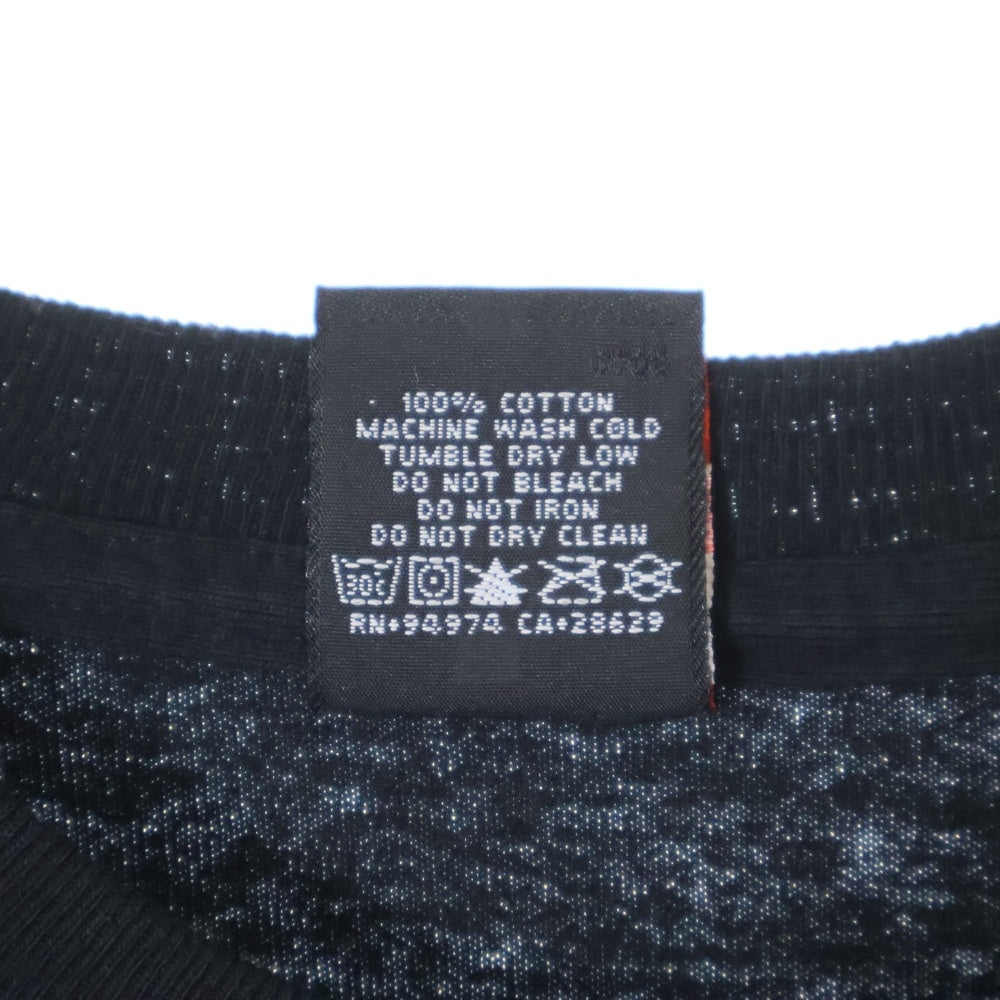 100% COTTON
MACHINE WASH COLD
TUMBLE DRY LOW
DO NOT BLEACH
DO NOT IRON
DO NOT DRY CLEAN
30C
RN•94974 CA•28629